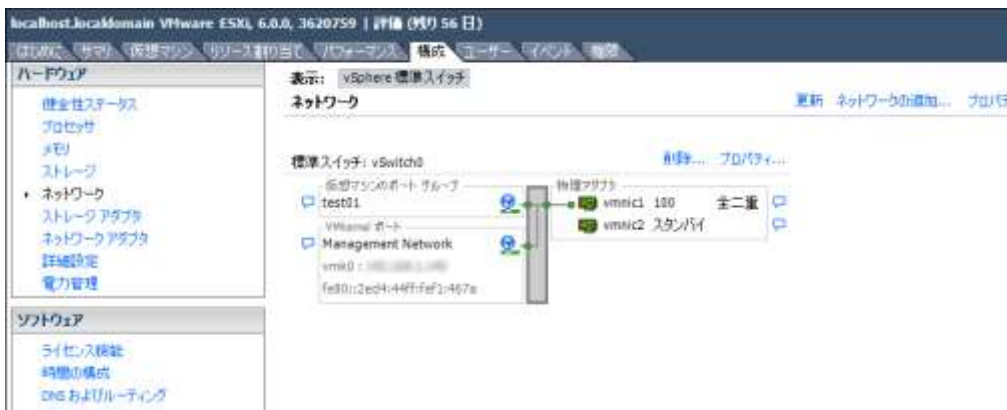 localhost.localdomain VMware ESXi, 6.0.0, 3620759 | 評価 (残り 56 日)
はじめに サマリ 仮想マシン リソース割り当て パフォーマンス 構成 ユーザー イベント 権限
ハードウェア
健全性ステータス
プロセッサ
メモリ
ストレージ
ネットワーク
ストレージ アダプタ
ネットワーク アダプタ
詳細設定
電力管理
ソフトウェア
ライセンス機能
時間の構成
DNS およびルーティング
表示: vSphere 標準スイッチ
ネットワーク
更新 ネットワークの追加... プロパテ
標準スイッチ: vSwitch0
削除... プロパティ...
仮想マシンのポート グループ
test01
VMkernel ポート
Management Network
vmk0 :
fe80::2ed4:44ff:fef1:467a
物理アダプタ
vmnic1 100 全二重
vmnic2 スタンバイ